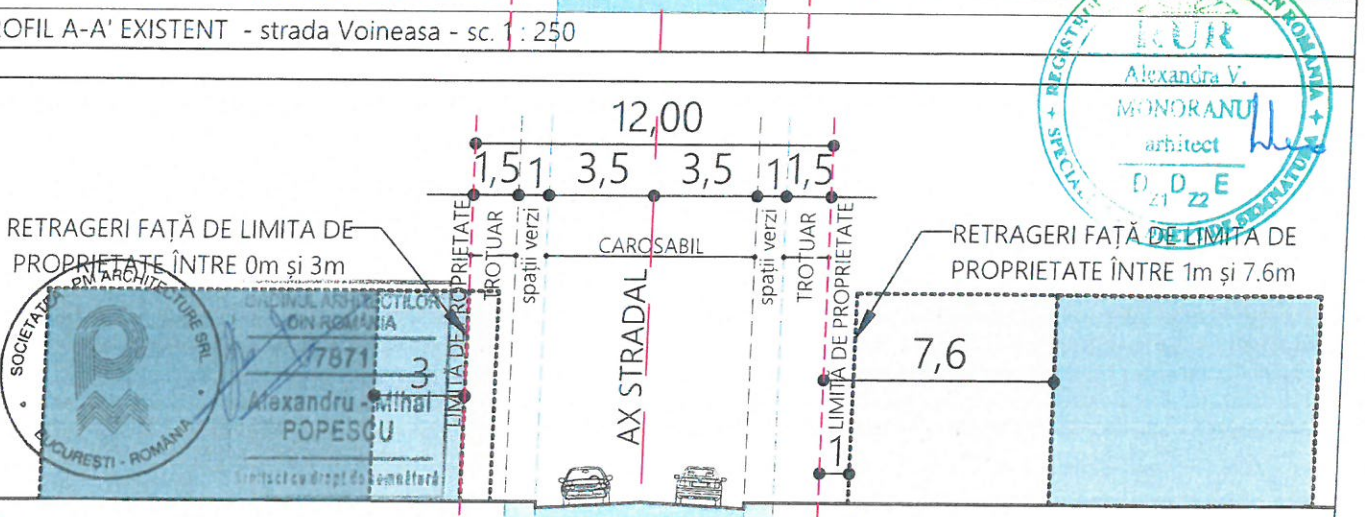 OFIL A-A' EXISTENT - strada Voineasa - sc. 1 : 250
RUR
Alexandra V.
MONORANU
arhitect
D Z1 D Z2 E
12,00
1,5 1 3,5 3,5 1 1,5
RETRAGERI FAȚĂ DE LIMITA DE
PROPRIETATE ÎNTRE 0m și 3m
LIMITĂ DE PROPRIETATE
TROTUAR
spații verzi
CAROSABIL
AX STRADAL
spații verzi
TROTUAR
LIMITĂ DE PROPRIETATE
RETRAGERI FAȚĂ DE LIMITA DE
PROPRIETATE ÎNTRE 1m și 7.6m
SOCIETATEA PM ARCHITECTURE SRL
BUCUREȘTI - ROMÂNIA
ORDINUL ARHITECȚILOR
DIN ROMÂNIA
7871
Alexandru - Mihai
POPESCU
3
7,6
1